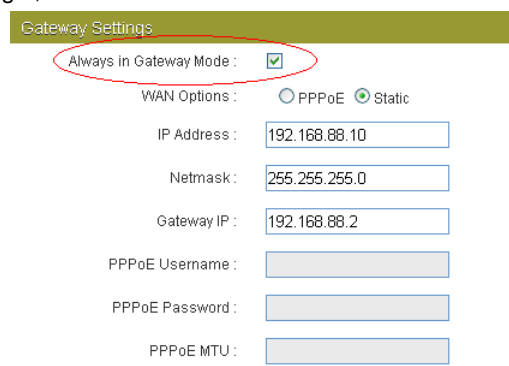 Gateway Settings
Always in Gateway Mode :
WAN Options : PPPoE Static
IP Address : 192.168.88.10
Netmask : 255.255.255.0
Gateway IP : 192.168.88.2
PPPoE Username :
PPPoE Password :
PPPoE MTU :